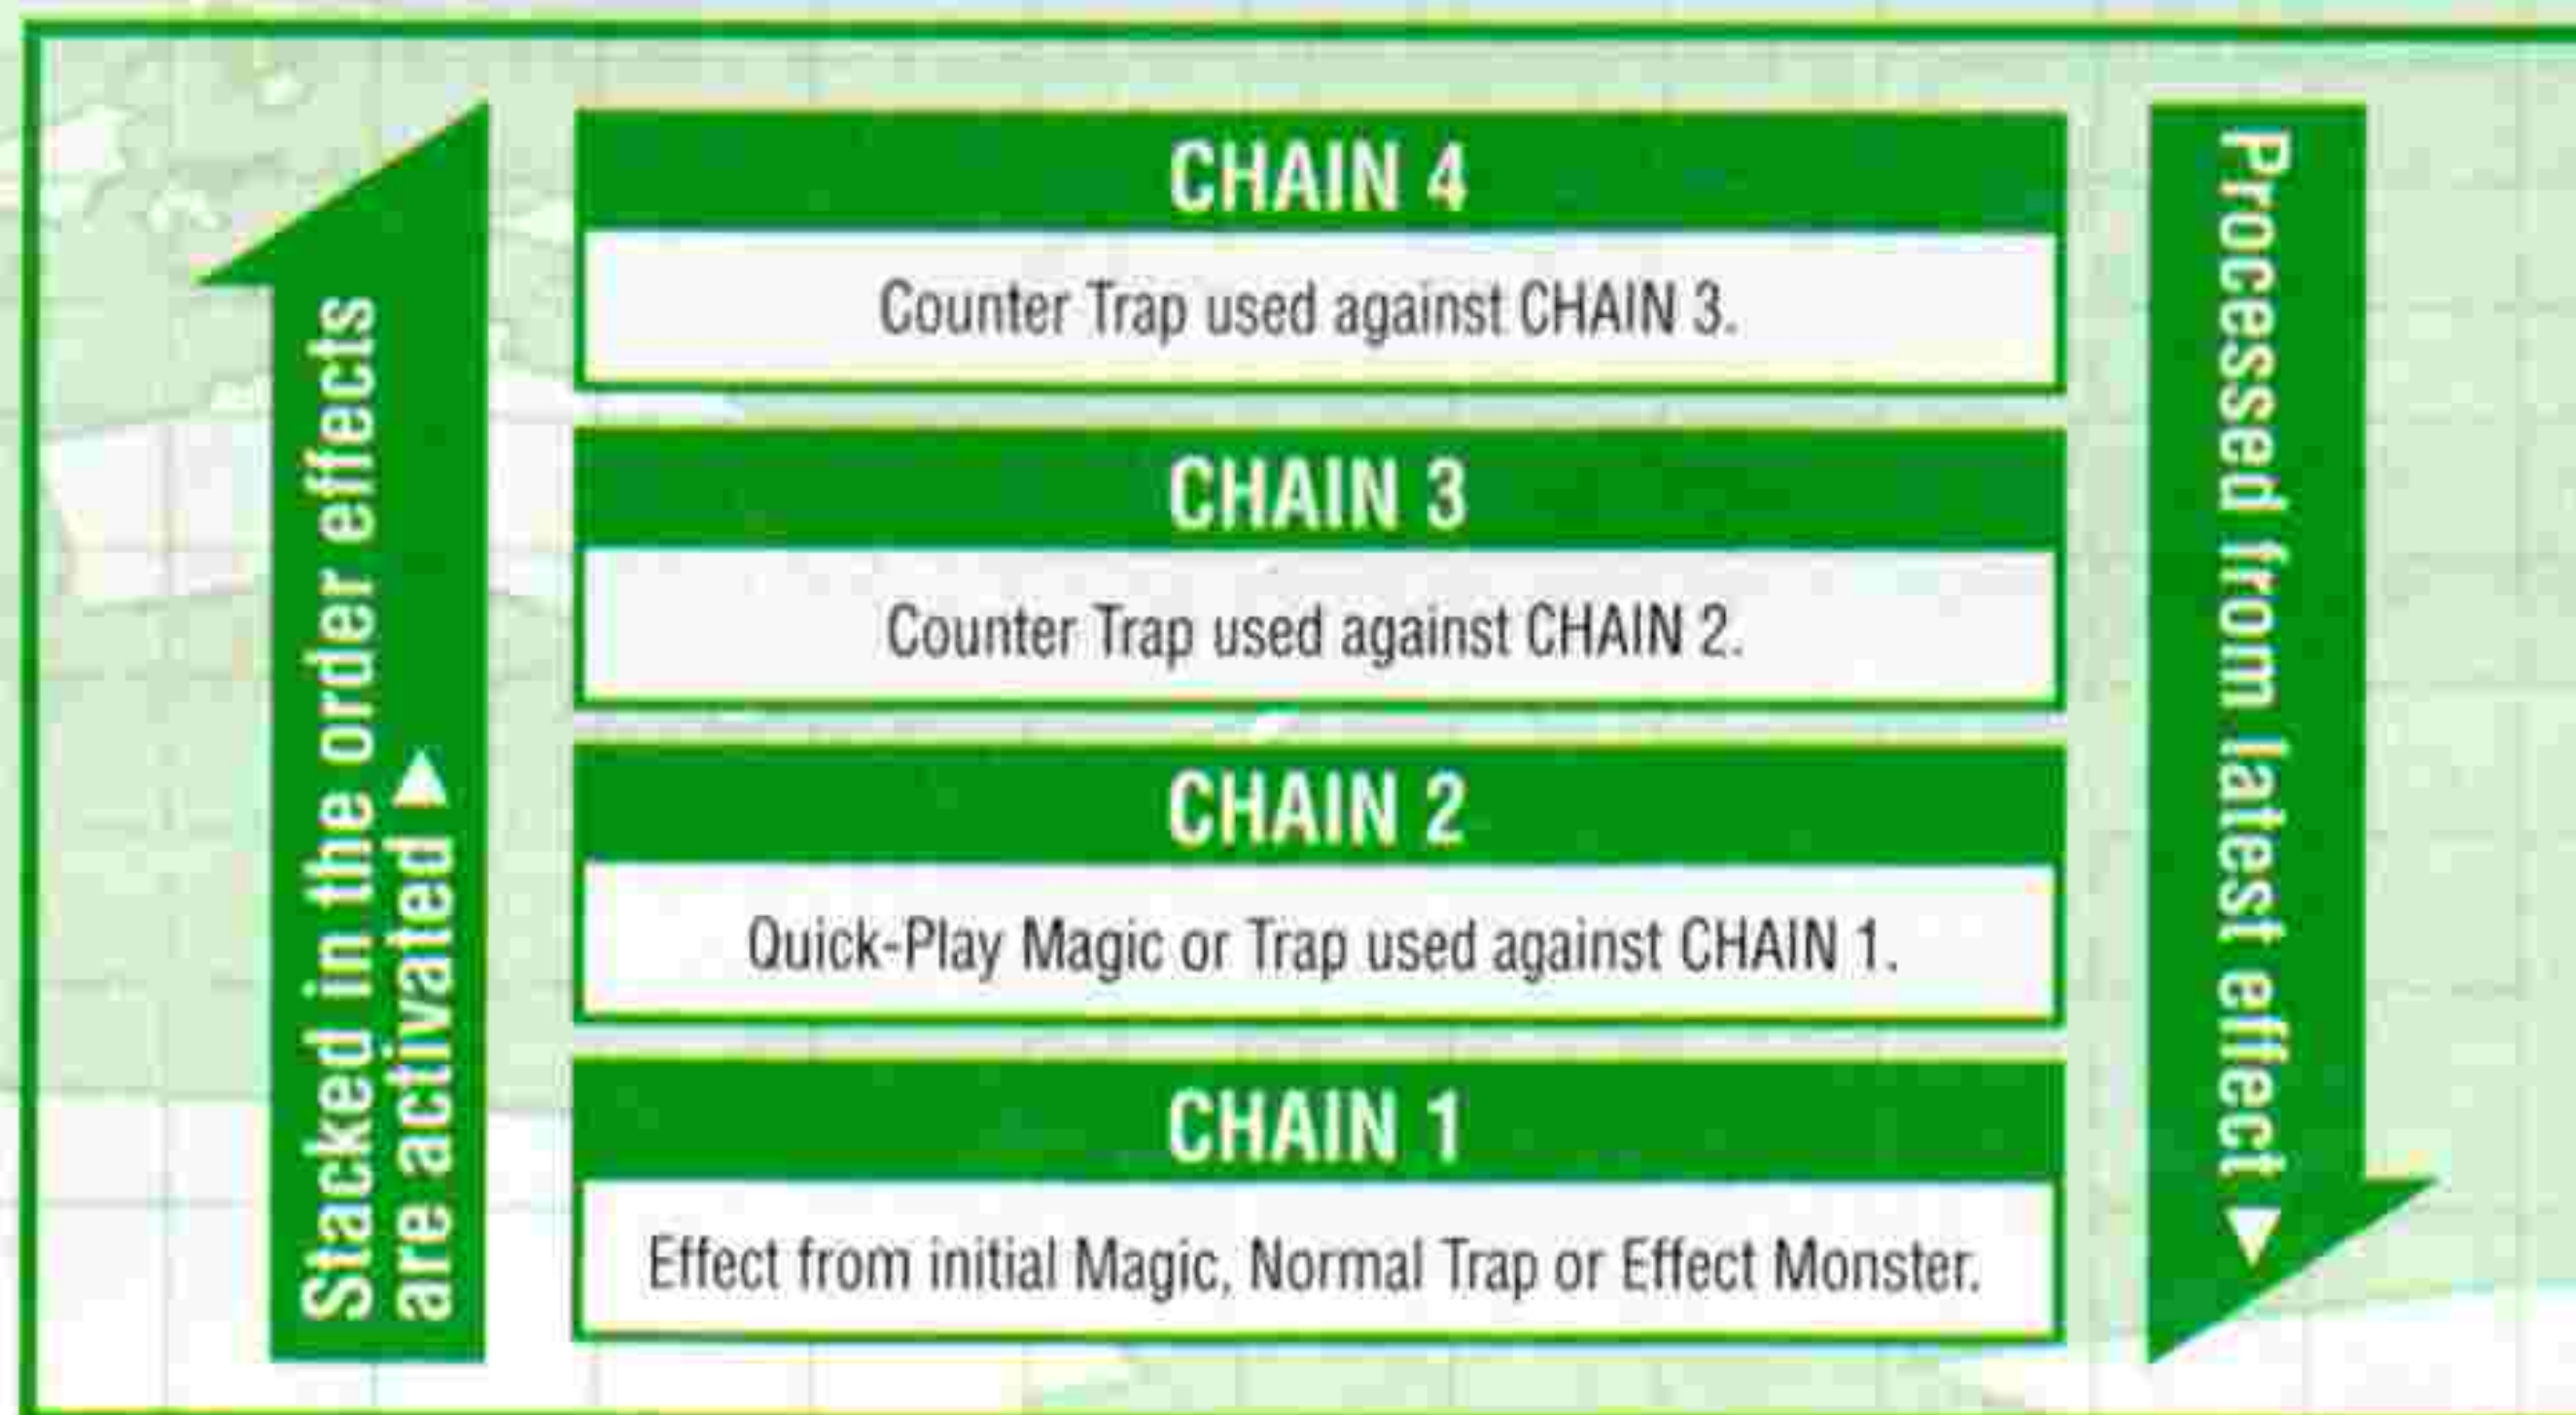 Stacked in the order effects
are activated ▶
CHAIN 4
Counter Trap used against CHAIN 3.
CHAIN 3
Counter Trap used against CHAIN 2.
CHAIN 2
Quick-Play Magic or Trap used against CHAIN 1.
CHAIN 1
Effect from initial Magic, Normal Trap or Effect Monster.
Processed from latest effect ▶